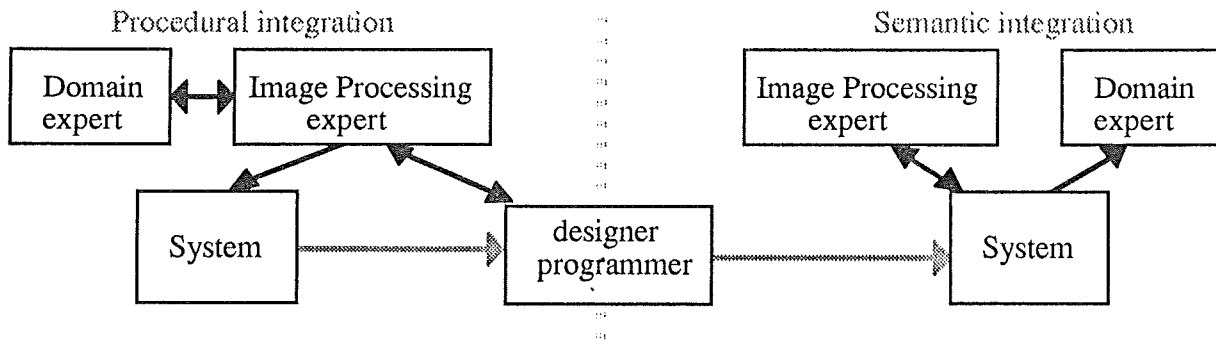 Procedural integration
Semantic integration
Domain
expert
Image Processing
expert
Image Processing
expert
Domain
expert
System
designer
programmer
System